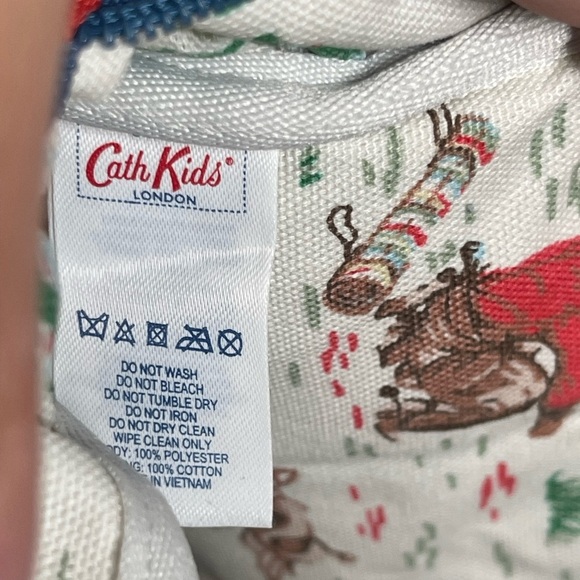 Cath Kids®
LONDON
DO NOT WASH
DO NOT BLEACH
DO NOT TUMBLE DRY
DO NOT IRON
DO NOT DRY CLEAN
WIPE CLEAN ONLY
100% POLYESTER
100% COTTON
IN VIETNAM